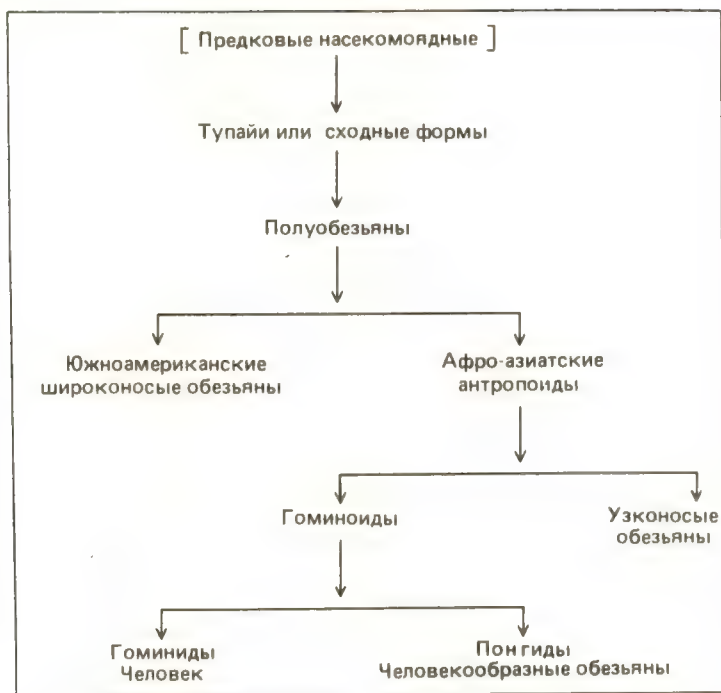 [ Предковые насекомоядные ]
Тупайи или сходные формы
Полуобезьяны
Южноамериканские
широконосые обезьяны
Афро-азиатские
антропоиды
Гоминоиды
Узконосые
обезьяны
Гоминиды
Человек
Понгиды
Человекообразные обезьяны